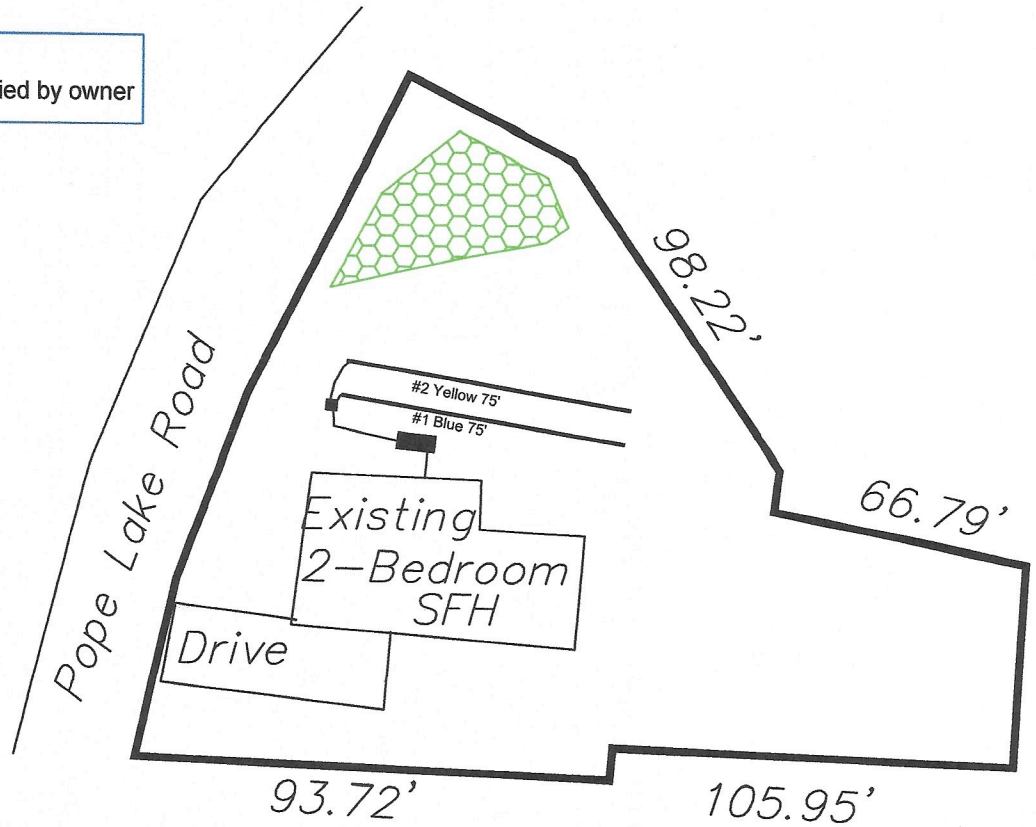 ied by owner
98.22'
#2 Yellow 75'
#1 Blue 75'
Pope Lake Road
66.79'
Existing
2-Bedroom
SFH
Drive
93.72'
105.95'